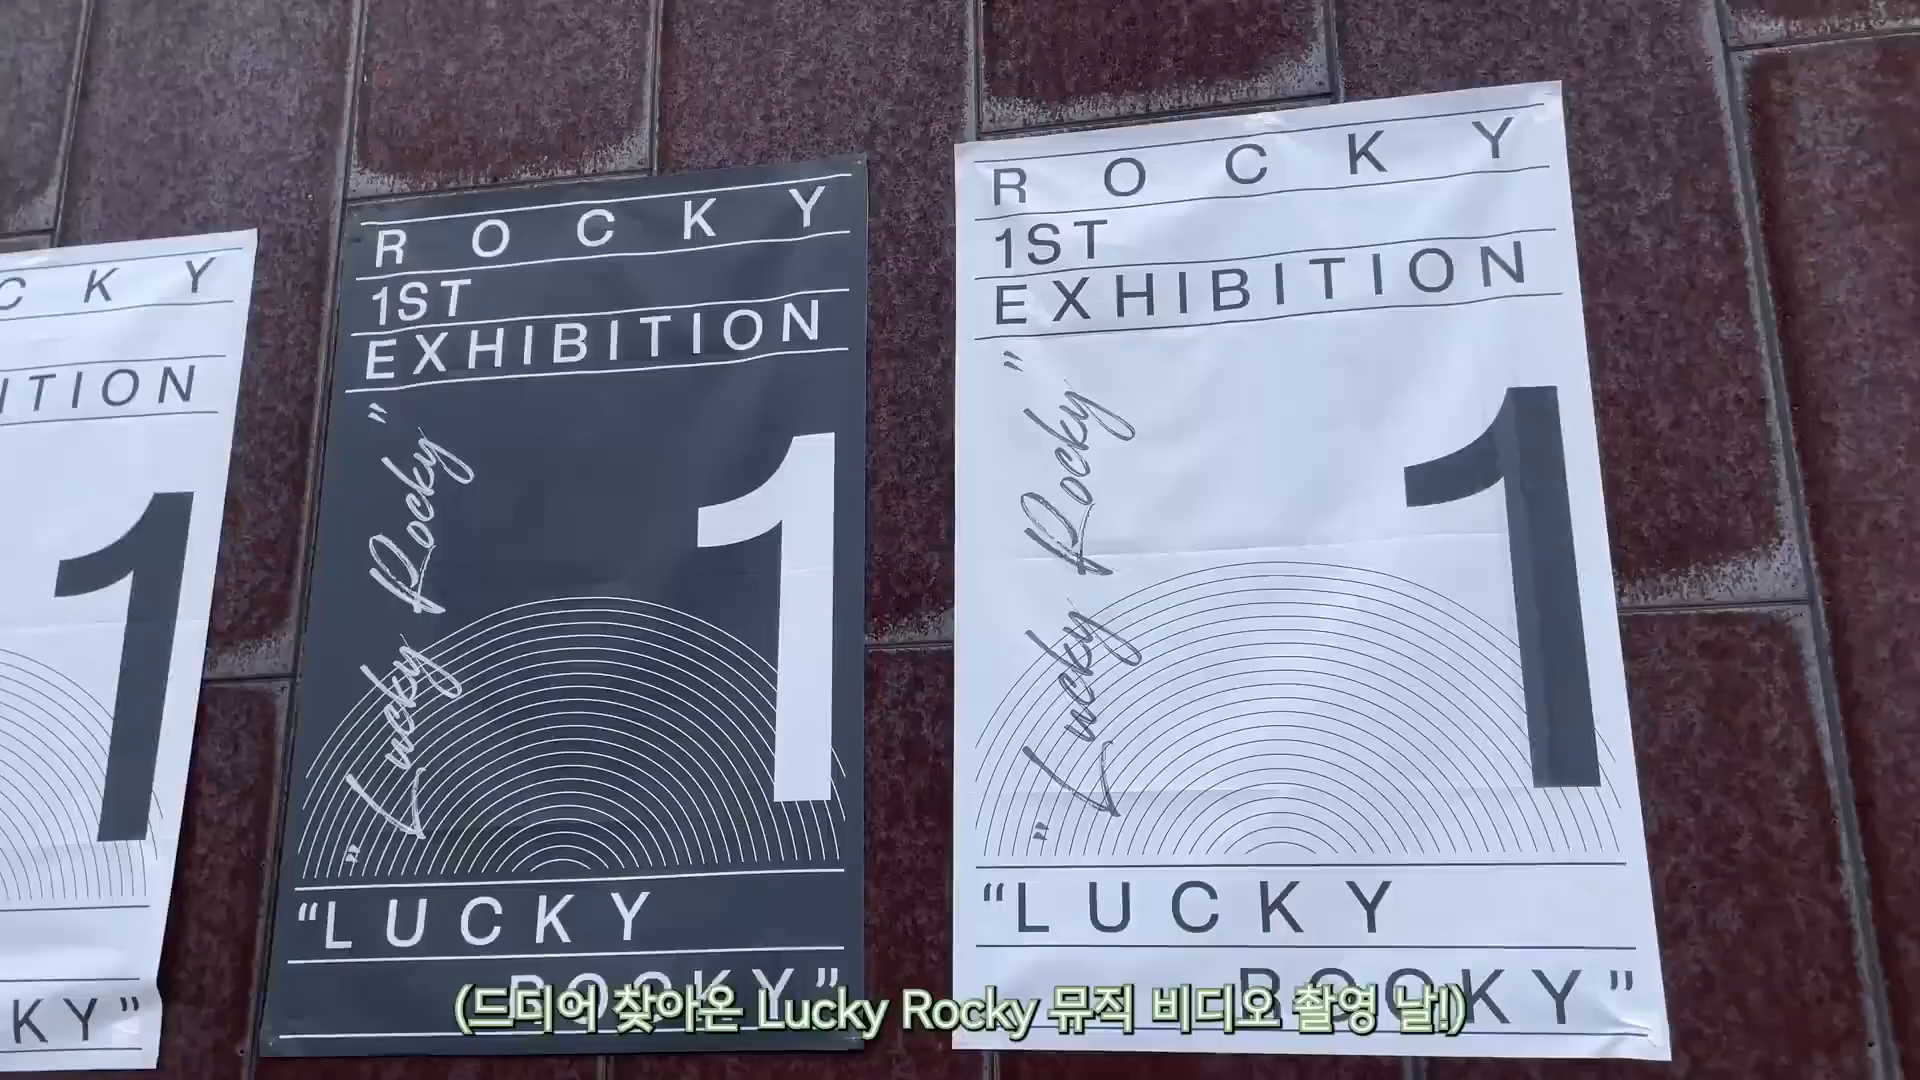 CKY
ITION
1
KY”
ROCKY
1ST
EXHIBITION
"Lucky Rocky"
1
“LUCKY
ROCKY”
ROCKY
1ST
EXHIBITION
"Lucky Rocky"
1
“LUCKY
ROCKY”
(드디어 찾아온 Lucky Rocky 뮤직 비디오 촬영 날!)